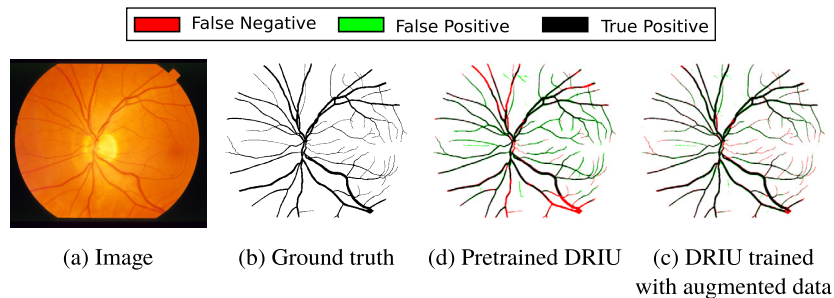 False Negative False Positive True Positive
(a) Image (b) Ground truth (d) Pretrained DRIU (c) DRIU trained
with augmented data